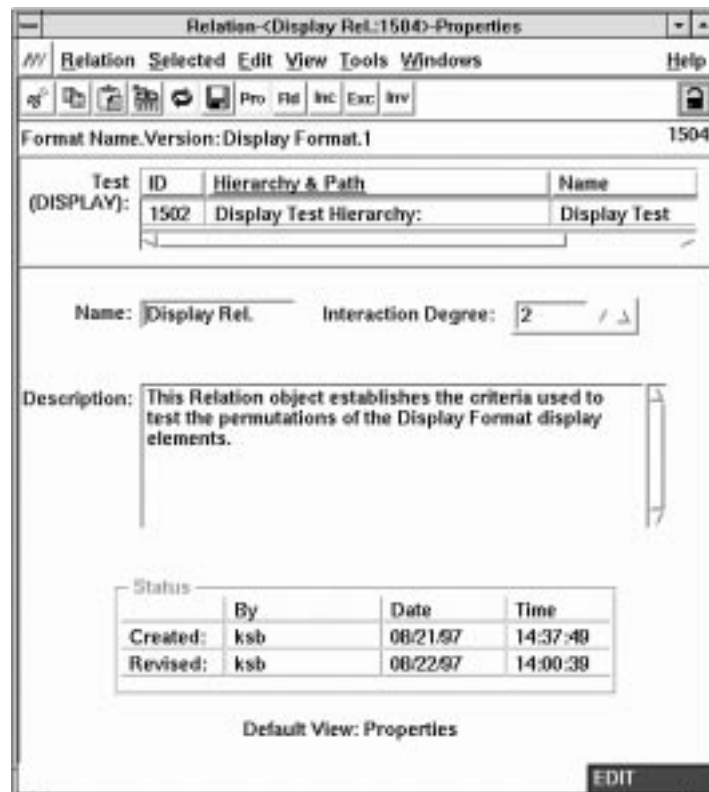 Relation-<Display Rel.:1504>-Properties
Relation Selected Edit View Tools Windows Help
Pro Fld Inc Exc Inv
Format Name.Version: Display Format.1 1504
Test (DISPLAY): ID Hierarchy & Path Name
1502 Display Test Hierarchy: Display Test
Name: Display Rel. Interaction Degree: 2
Description: This Relation object establishes the criteria used to
test the permutations of the Display Format display
elements.
Status
By Date Time
Created: ksb 08/21/97 14:37:49
Revised: ksb 08/22/97 14:00:39
Default View: Properties
EDIT